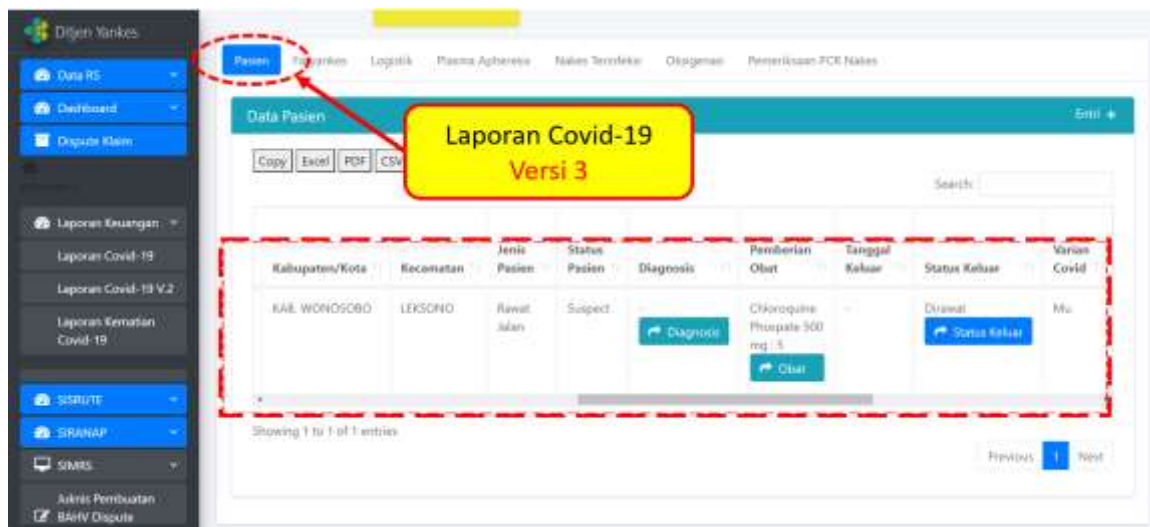 Ditjen Yankes
Data RS
Dashboard
Dispute Klaim
Laporan Keuangan
Laporan Covid-19
Laporan Covid-19 V.2
Laporan Kematian
Covid-19
SISRUTE
SIRANAP
SIMRS
Juknis Pembuatan
BAHV Dispute
Pasien Logistik Plasma Apheresis Nakes Terinfeksi Oksigenasi Pemeriksaan PCR Nakes
Data Pasien
Entri +
Laporan Covid-19
Versi 3
Copy Excel PDF CSV
Search:
Kabupaten/Kota Kecamatan Jenis Pasien Status Pasien Diagnosis Pemberian Obat Tanggal Keluar Status Keluar Varian Covid
KAB. WONOSOBO LEKSONO Rawat Jalan Suspect - Chloroquine Phospate 500 mg : 5 - Dirawat Mu
Diagnosis Obat Status Keluar
Showing 1 to 1 of 1 entries
Previous 1 Next